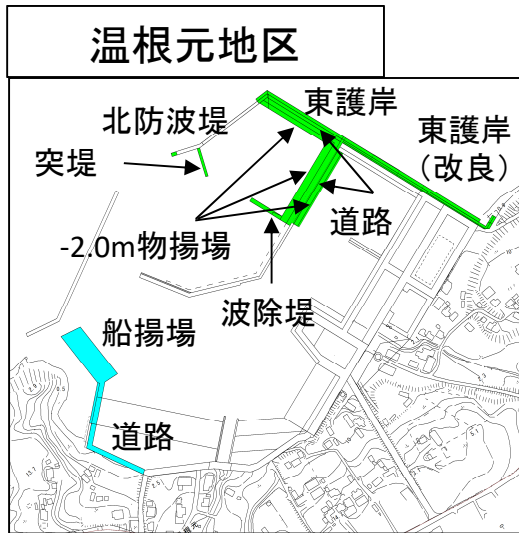 温根元地区
東護岸
北防波堤
東護岸
(改良)
突堤
道路
-2.0m物揚場
波除堤
船揚場
道路